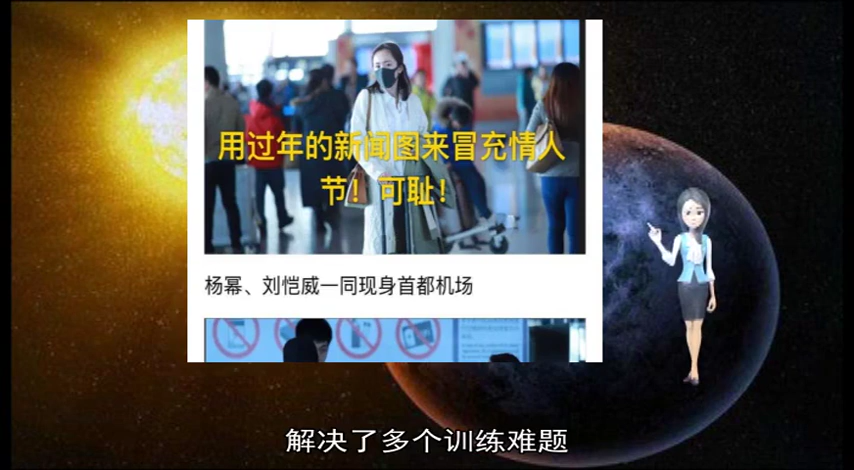 用过年的新闻图来冒充情人
节！可耻！
杨幂、刘恺威一同现身首都机场
解决了多个训练难题